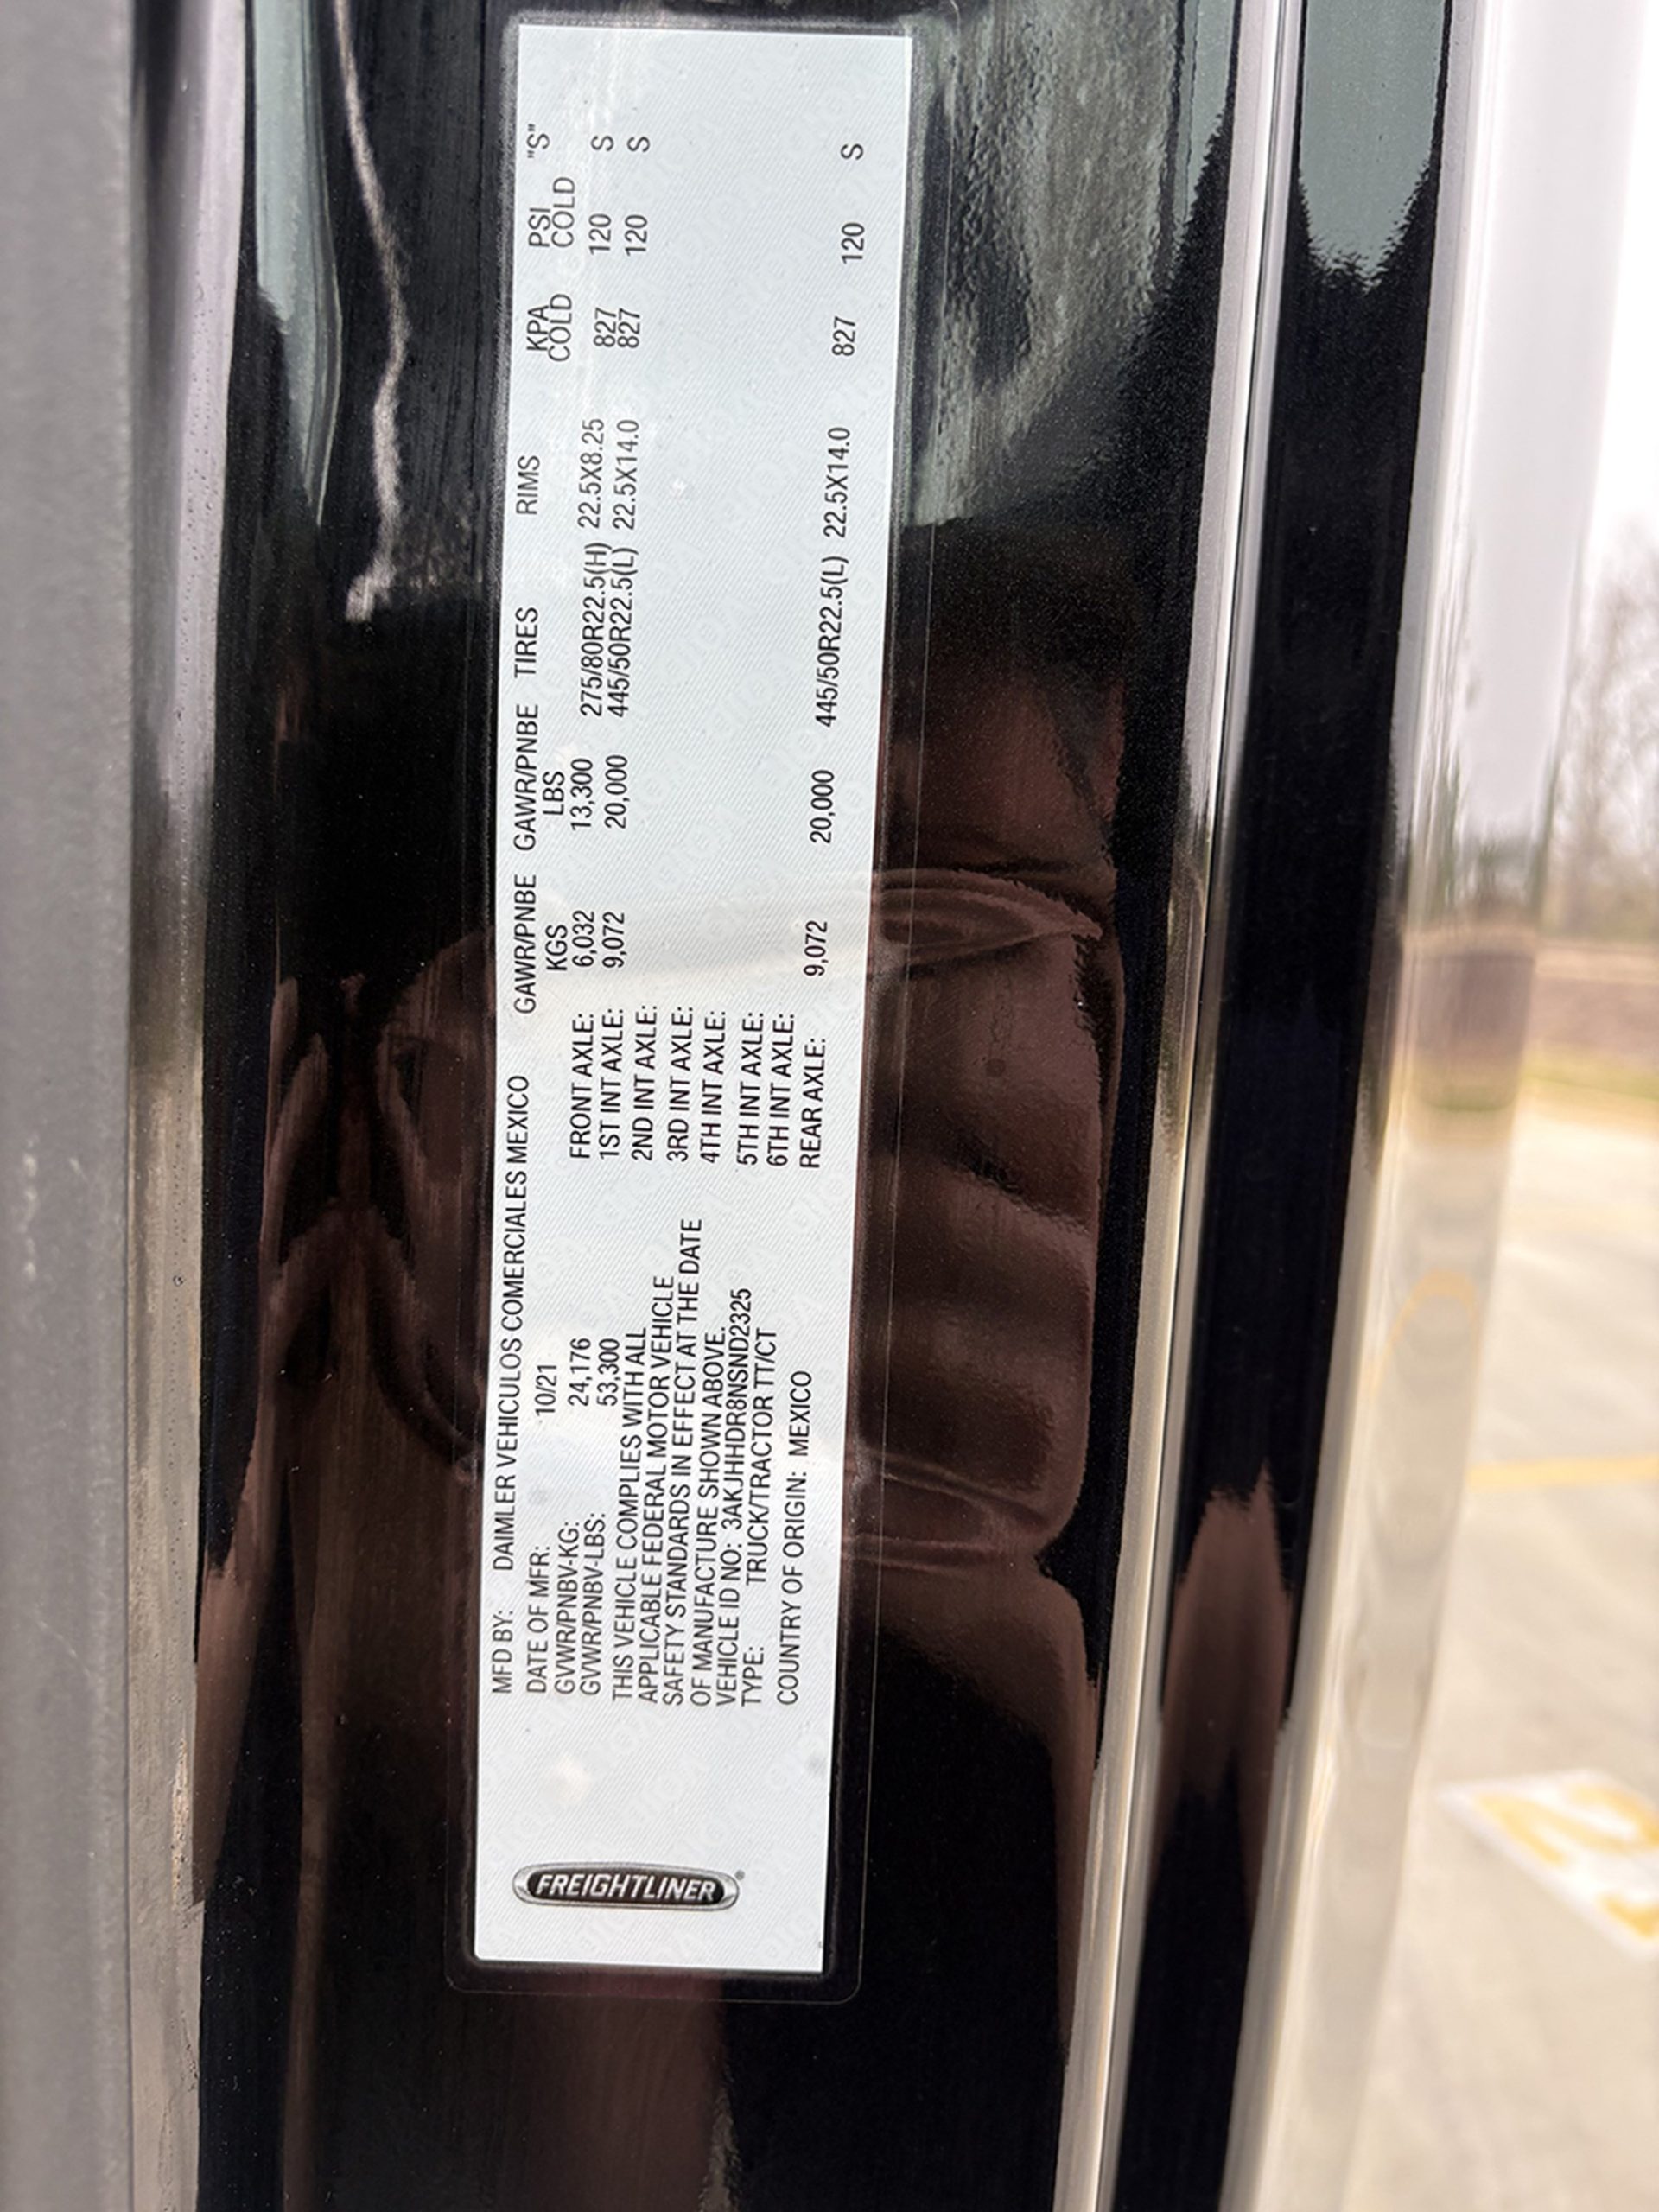 FREIGHTLINER®
MFD BY: DAIMLER VEHICULOS COMERCIALES MEXICO
DATE OF MFR: 10/21
GVWR/PNBV-KG: 24,176
GVWR/PNBV-LBS: 53,300
THIS VEHICLE COMPLIES WITH ALL
APPLICABLE FEDERAL MOTOR VEHICLE
SAFETY STANDARDS IN EFFECT AT THE DATE
OF MANUFACTURE SHOWN ABOVE.
VEHICLE ID NO: 3AKJHHDR8NSND2325
TYPE: TRUCK/TRACTOR TT/CT
COUNTRY OF ORIGIN: MEXICO
GAWR/PNBE GAWR/PNBE TIRES RIMS KPA PSI "S"
KGS LBS COLD COLD
FRONT AXLE: 6,032 13,300 275/80R22.5(H) 22.5X8.25 827 120 S
1ST INT AXLE: 9,072 20,000 445/50R22.5(L) 22.5X14.0 827 120 S
2ND INT AXLE:
3RD INT AXLE:
4TH INT AXLE:
5TH INT AXLE:
6TH INT AXLE:
REAR AXLE: 9,072 20,000 445/50R22.5(L) 22.5X14.0 827 120 S